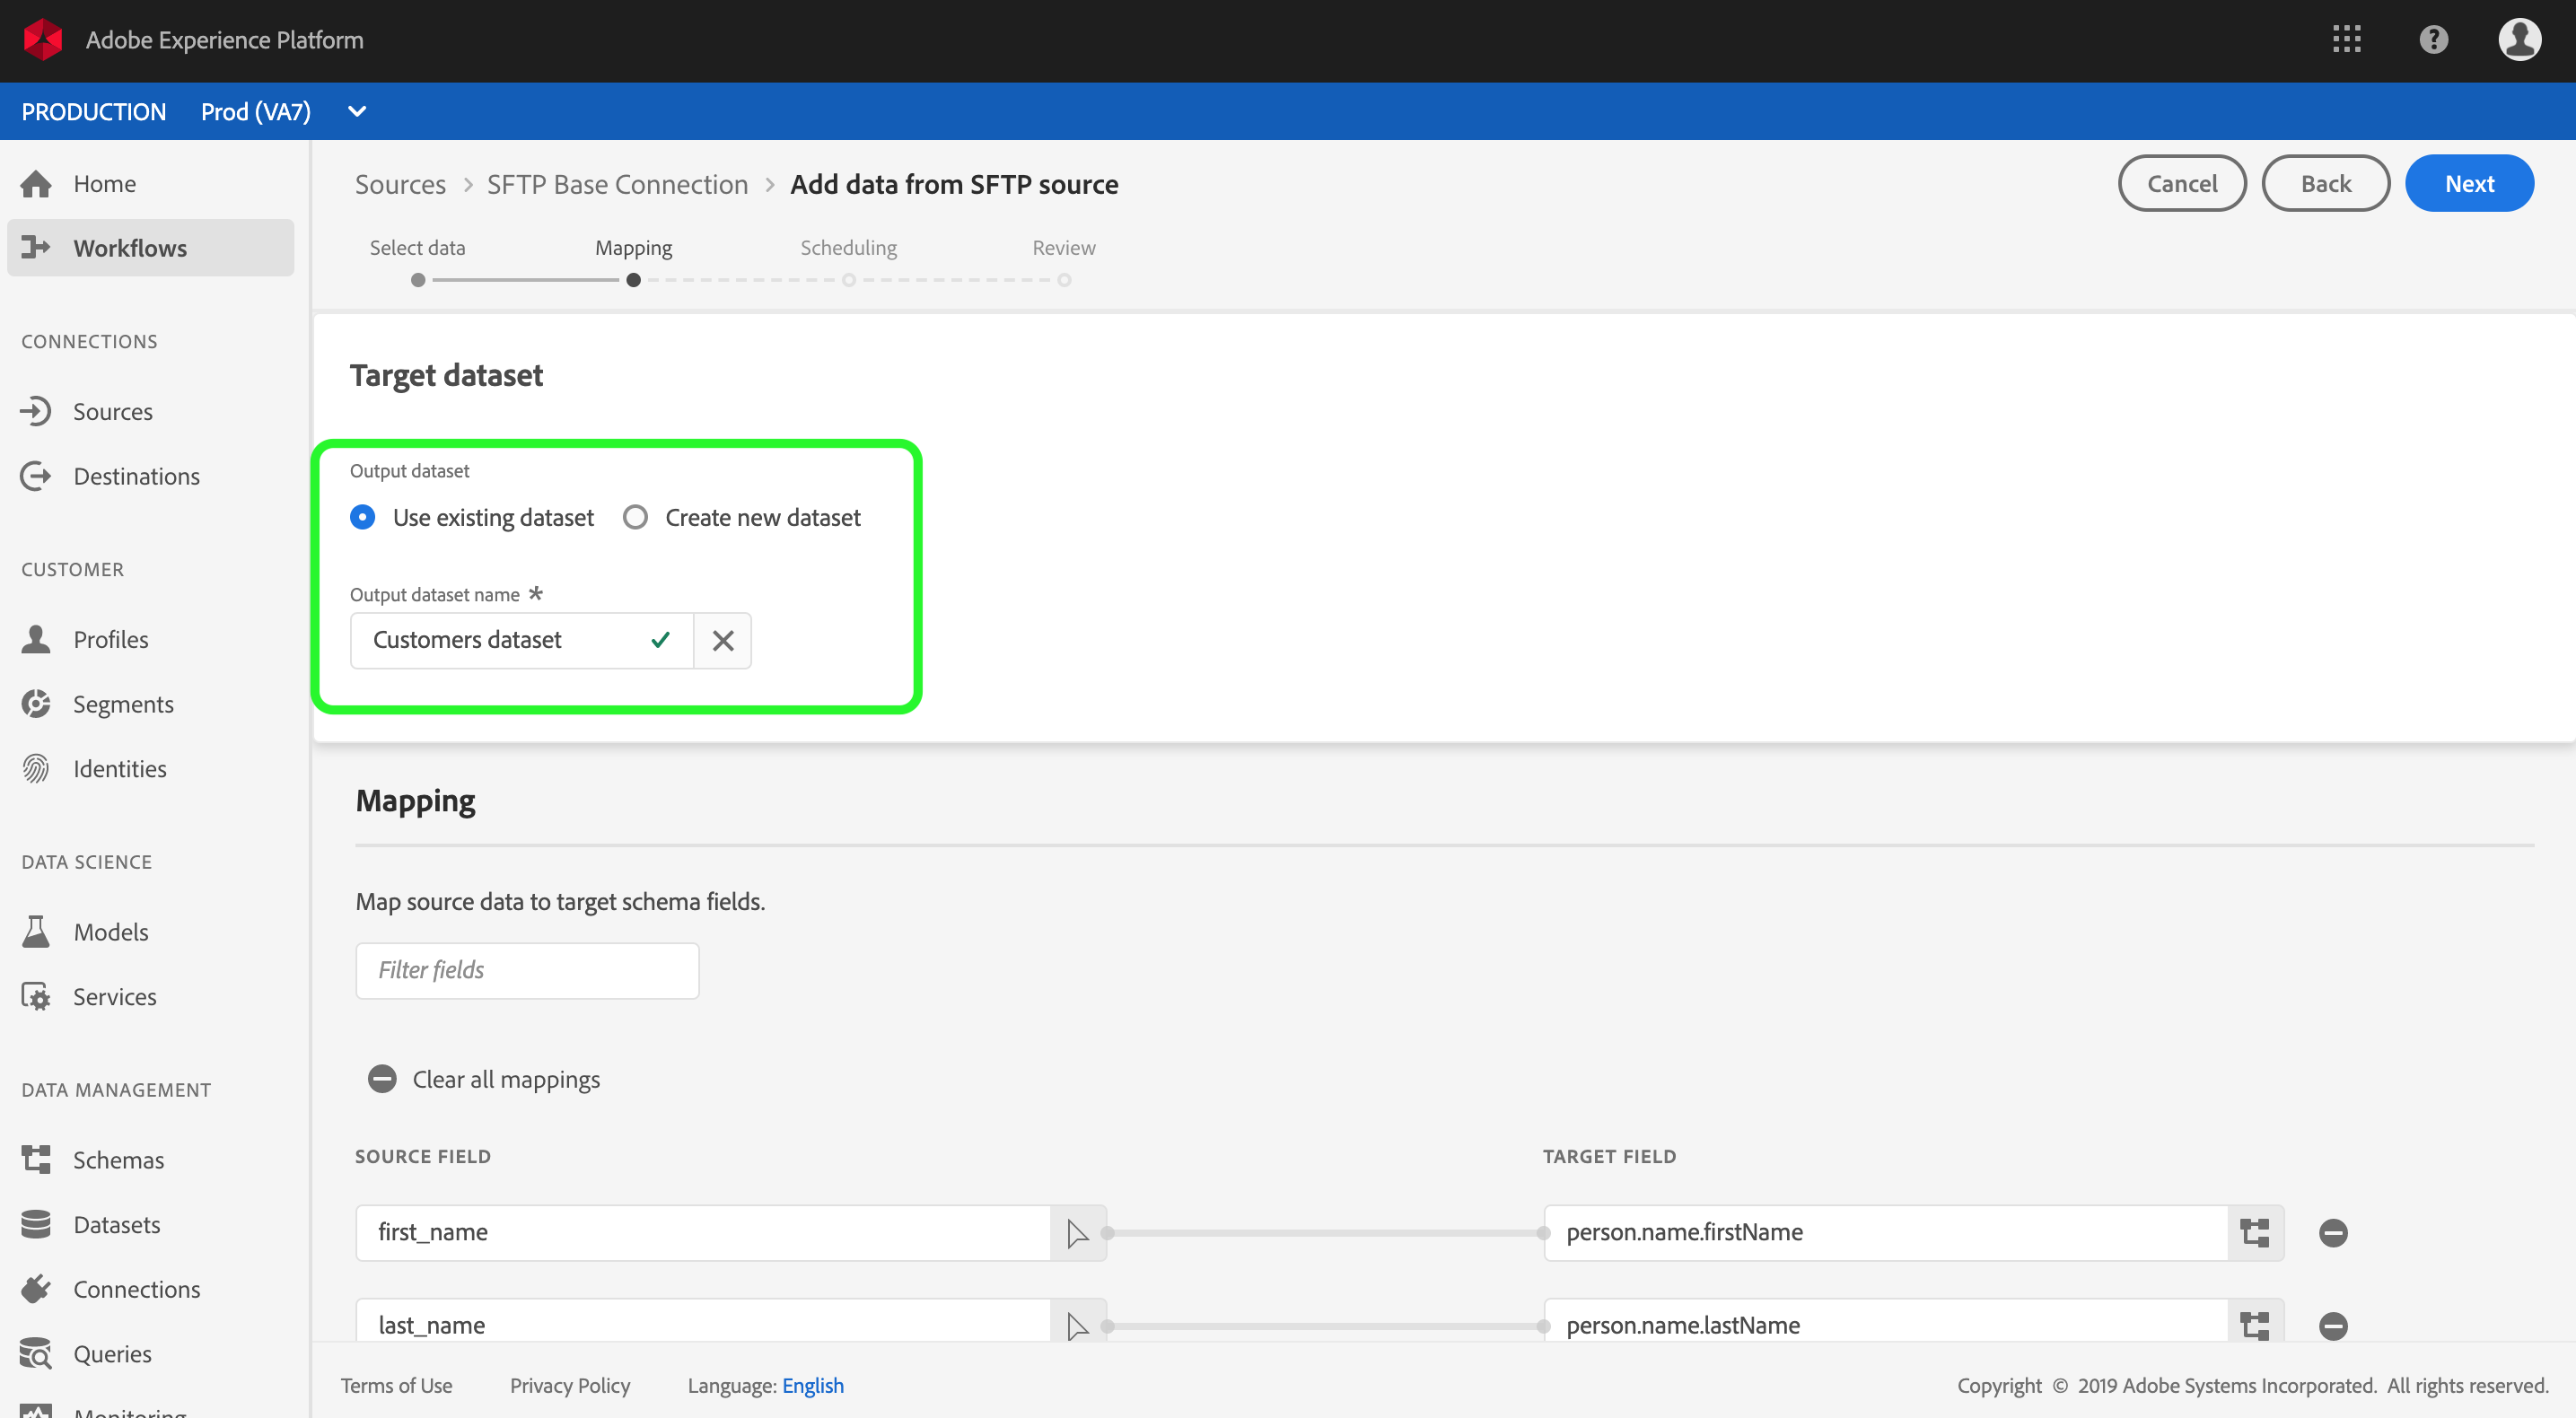 Adobe Experience Platform
PRODUCTION Prod (VA7)
Home
Workflows
CONNECTIONS
Sources
Destinations
CUSTOMER
Profiles
Segments
Identities
DATA SCIENCE
Models
Services
DATA MANAGEMENT
Schemas
Datasets
Connections
Queries
Monitoring
Sources > SFTP Base Connection > Add data from SFTP source
Cancel Back Next
Select data Mapping Scheduling Review
Target dataset
Output dataset
Use existing dataset Create new dataset
Output dataset name *
Customers dataset
Mapping
Map source data to target schema fields.
Filter fields
Clear all mappings
SOURCE FIELD TARGET FIELD
first_name person.name.firstName
last_name person.name.lastName
Terms of Use Privacy Policy Language: English Copyright © 2019 Adobe Systems Incorporated. All rights reserved.